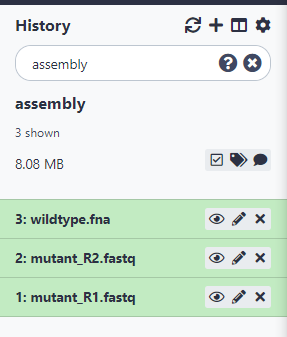 History
assembly
assembly
3 shown
8.08 MB
3: wildtype.fna
2: mutant_R2.fastq
1: mutant_R1.fastq